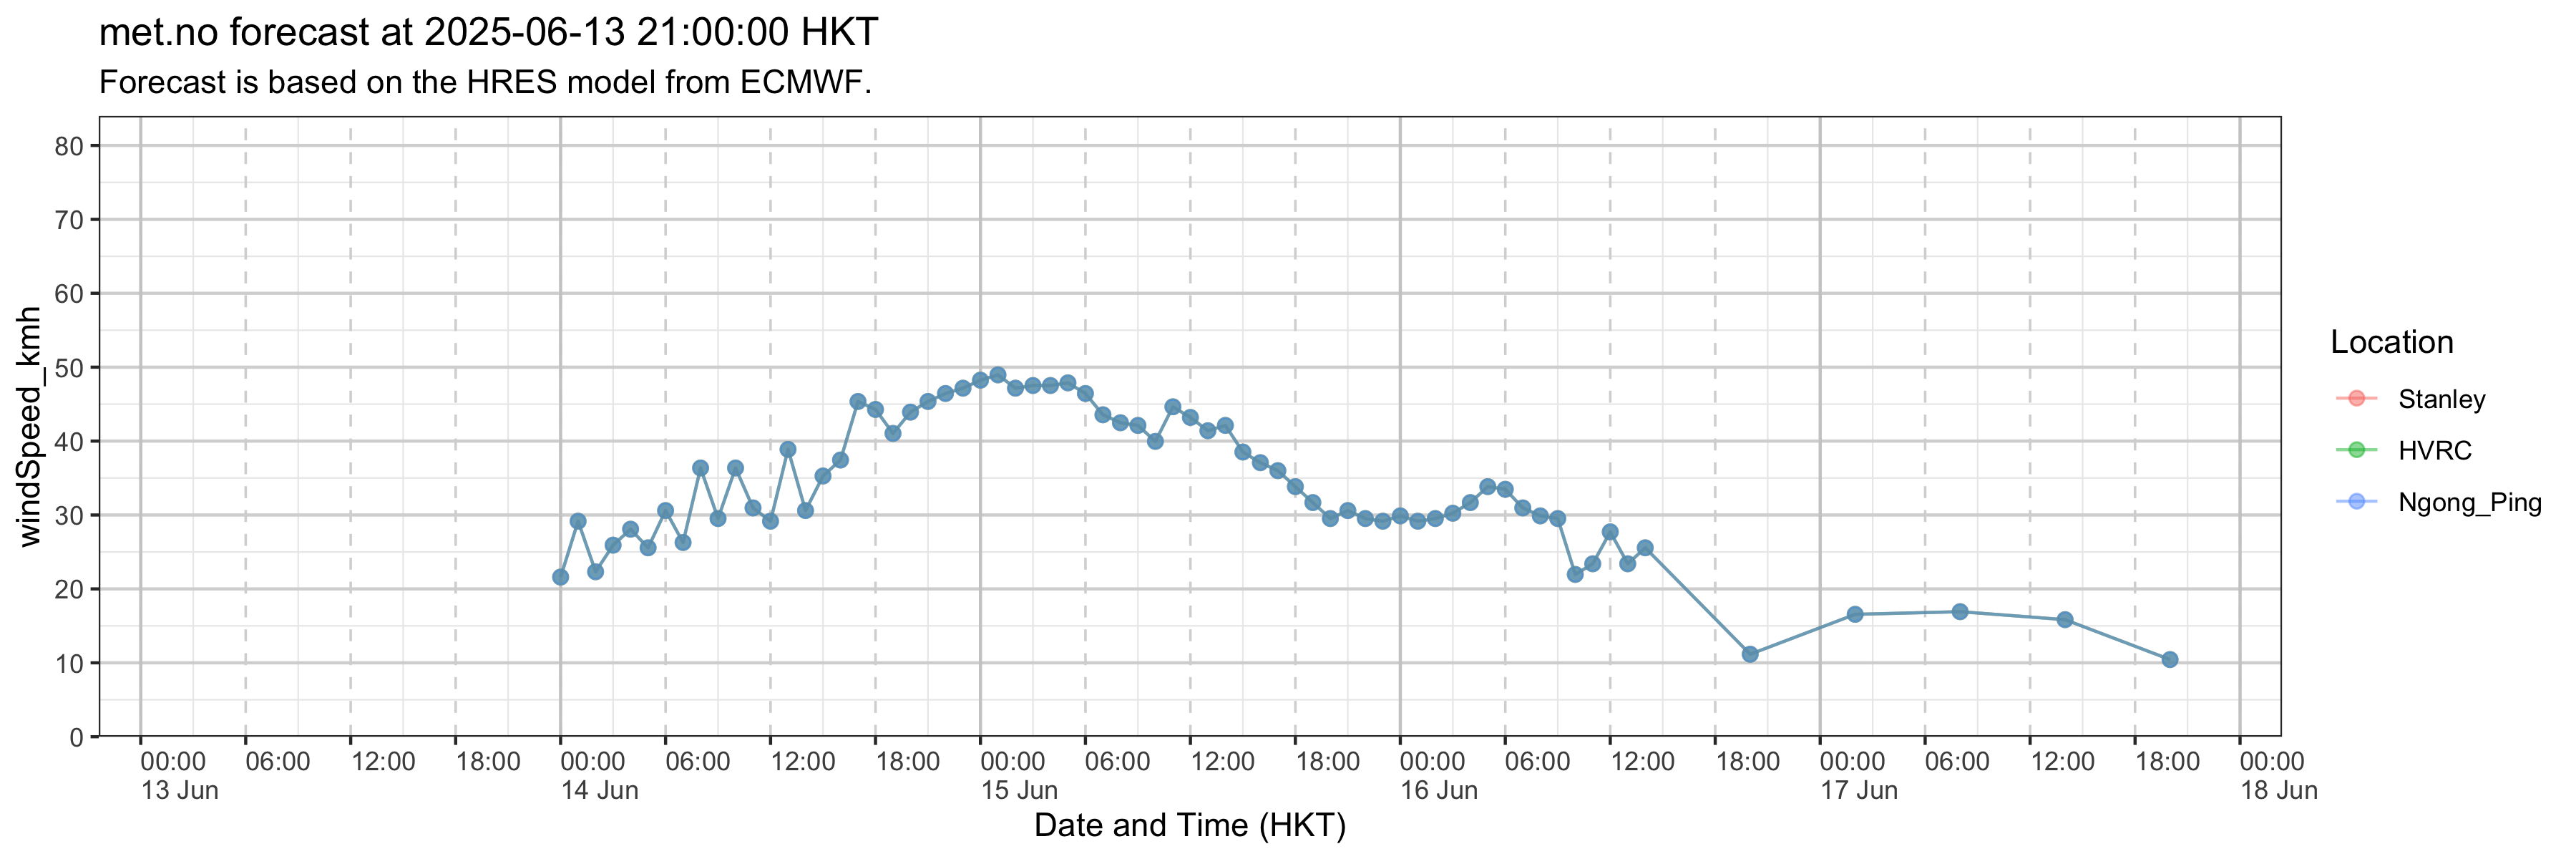 met.no forecast at 2025-06-13 21:00:00 HKT
Forecast is based on the HRES model from ECMWF.
windSpeed_kmh
80
70
60
50
40
30
20
10
0
00:00 06:00 12:00 18:00 00:00 06:00 12:00 18:00 00:00 06:00 12:00 18:00 00:00 06:00 12:00 18:00 00:00 06:00 12:00 18:00 00:00
13 Jun 14 Jun 15 Jun 16 Jun 17 Jun 18 Jun
Date and Time (HKT)
Location
Stanley
HVRC
Ngong_Ping